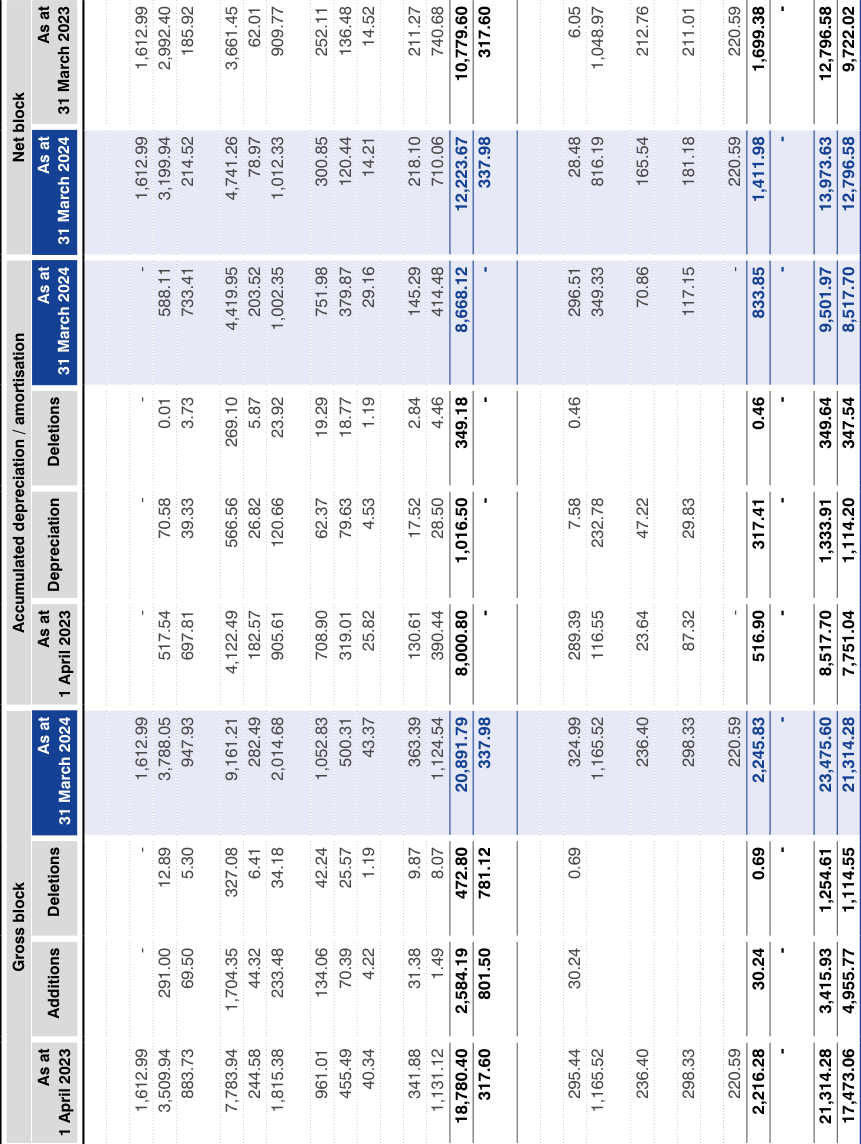 Gross block Accumulated depreciation / amortisation Net block
As at As at As at As at As at As at
1 April 2023 Additions Deletions 31 March 2024 1 April 2023 Depreciation Deletions 31 March 2024 31 March 2024 31 March 2023
1,612.99 - - 1,612.99 - - - - 1,612.99 1,612.99
3,509.94 291.00 12.89 3,788.05 517.54 70.58 0.01 588.11 3,199.94 2,992.40
883.73 69.50 5.30 947.93 697.81 39.33 3.73 733.41 214.52 185.92
7,783.94 1,704.35 327.08 9,161.21 4,122.49 566.56 269.10 4,419.95 4,741.26 3,661.45
244.58 44.32 6.41 282.49 182.57 26.82 5.87 203.52 78.97 62.01
1,815.38 233.48 34.18 2,014.68 905.61 120.66 23.92 1,002.35 1,012.33 909.77
961.01 134.06 42.24 1,052.83 708.90 62.37 19.29 751.98 300.85 252.11
455.49 70.39 25.57 500.31 319.01 79.63 18.77 379.87 120.44 136.48
40.34 4.22 1.19 43.37 25.82 4.53 1.19 29.16 14.21 14.52
341.88 31.38 9.87 363.39 130.61 17.52 2.84 145.29 218.10 211.27
1,131.12 1.49 8.07 1,124.54 390.44 28.50 4.46 414.48 710.06 740.68
18,780.40 2,584.19 472.80 20,891.79 8,000.80 1,016.50 349.18 8,668.12 12,223.67 10,779.60
317.60 801.50 781.12 337.98 - - - - 337.98 317.60
295.44 30.24 0.69 324.99 289.39 7.58 0.46 296.51 28.48 6.05
1,165.52 1,165.52 116.55 232.78 349.33 816.19 1,048.97
236.40 236.40 23.64 47.22 70.86 165.54 212.76
298.33 298.33 87.32 29.83 117.15 181.18 211.01
220.59 220.59 - - 220.59 220.59
2,216.28 30.24 0.69 2,245.83 516.90 317.41 0.46 833.85 1,411.98 1,699.38
- - - - - - - - - -
21,314.28 3,415.93 1,254.61 23,475.60 8,517.70 1,333.91 349.64 9,501.97 13,973.63 12,796.58
17,473.06 4,955.77 1,114.55 21,314.28 7,751.04 1,114.20 347.54 8,517.70 12,796.58 9,722.02